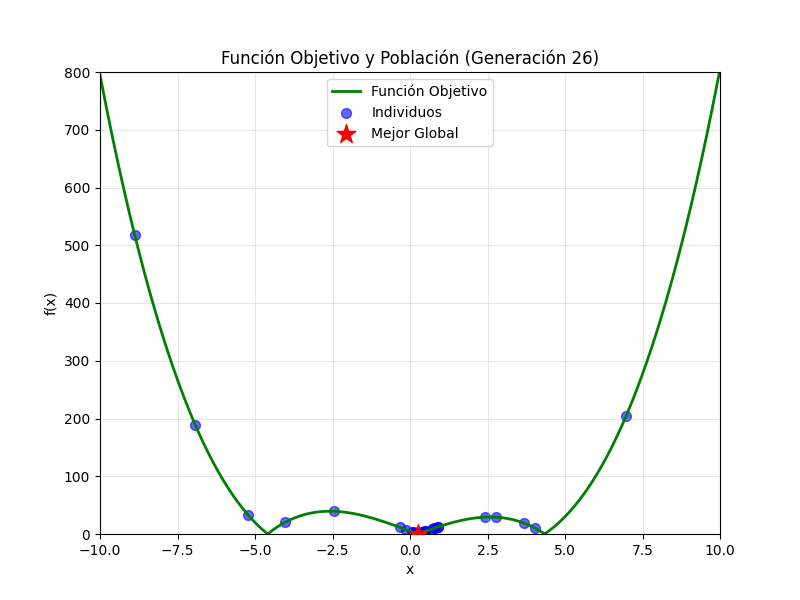 Función Objetivo y Población (Generación 26)
Función Objetivo
Individuos
Mejor Global
f(x)
800
700
600
500
400
300
200
100
0
−10.0 −7.5 −5.0 −2.5 0.0 2.5 5.0 7.5 10.0
x